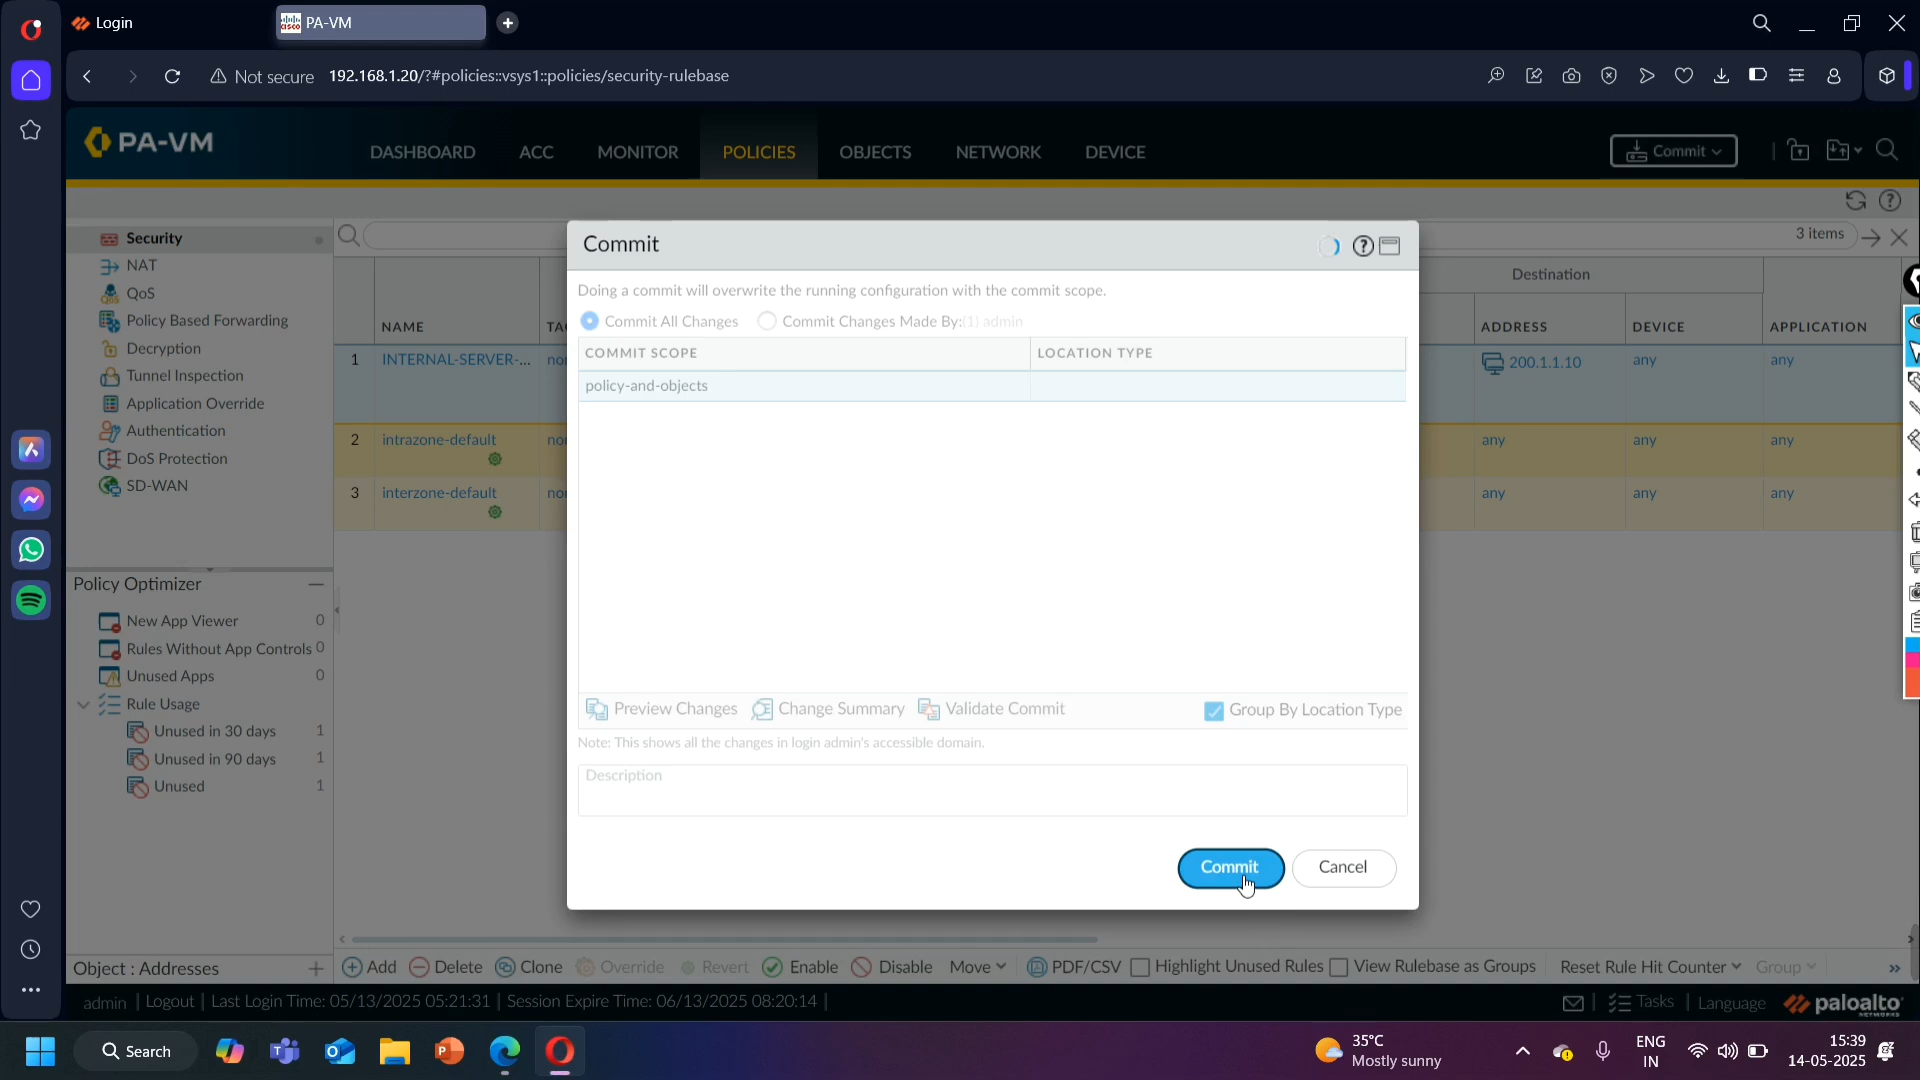 Login
PA-VM
Not secure 192.168.1.20/?#policies::vsys1::policies/security-rulebase
PA-VM
DASHBOARD ACC MONITOR POLICIES OBJECTS NETWORK DEVICE
Commit
Security
NAT
QoS
Policy Based Forwarding
Decryption
Tunnel Inspection
Application Override
Authentication
DoS Protection
SD-WAN
Policy Optimizer
New App Viewer 0
Rules Without App Controls 0
Unused Apps 0
Rule Usage
Unused in 30 days 1
Unused in 90 days 1
Unused 1
Object : Addresses
3 items
Destination
NAME TA ADDRESS DEVICE APPLICATION
1 INTERNAL-SERVER-... no 200.1.1.10 any any
2 intrazone-default no any any any
3 interzone-default no any any any
Commit
Doing a commit will overwrite the running configuration with the commit scope.
Commit All Changes Commit Changes Made By:(1) admin
COMMIT SCOPE LOCATION TYPE
policy-and-objects
Preview Changes Change Summary Validate Commit Group By Location Type
Note: This shows all the changes in login admin's accessible domain.
Description
Commit Cancel
Add Delete Clone Override Revert Enable Disable Move PDF/CSV Highlight Unused Rules View Rulebase as Groups Reset Rule Hit Counter Group
admin | Logout | Last Login Time: 05/13/2025 05:21:31 | Session Expire Time: 06/13/2025 08:20:14 |
Tasks | Language paloalto
NETWORKS
Search
35°C
Mostly sunny
ENG
IN
15:39
14-05-2025